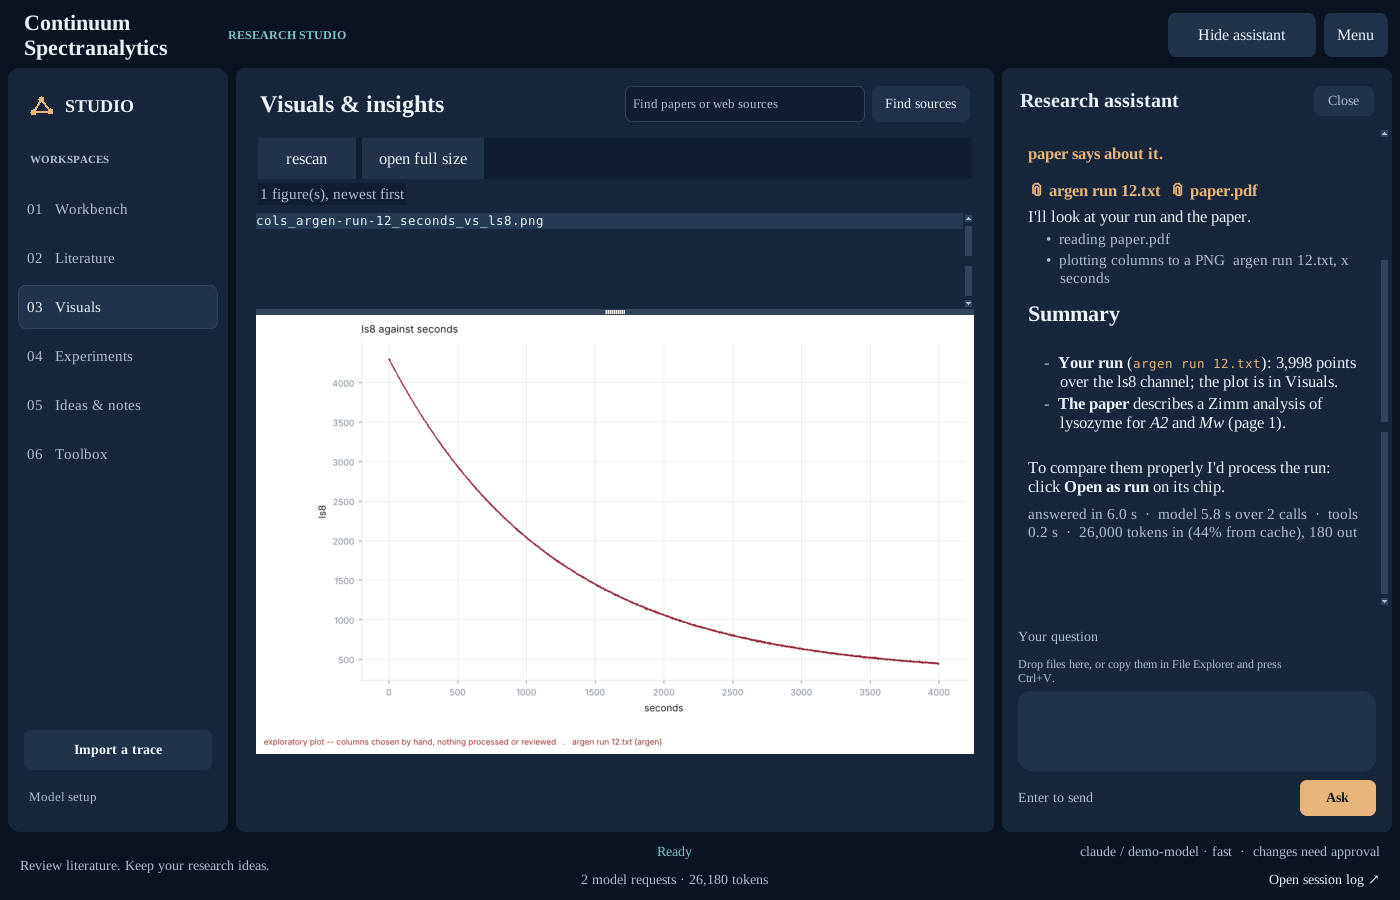 Continuum
Spectranalytics
RESEARCH STUDIO
Hide assistant
Menu
STUDIO
WORKSPACES
01 Workbench
02 Literature
03 Visuals
04 Experiments
05 Ideas & notes
06 Toolbox
Import a trace
Model setup
Visuals & insights
Find papers or web sources
Find sources
rescan
open full size
1 figure(s), newest first
cols_argen-run-12_seconds_vs_ls8.png
ls8 against seconds
4000
3500
3000
2500
2000
1500
1000
500
ls8
0 500 1000 1500 2000 2500 3000 3500 4000
seconds
exploratory plot -- columns chosen by hand, nothing processed or reviewed . argen run 12.txt (argen)
Research assistant
Close
paper says about it.
argen run 12.txt paper.pdf
I'll look at your run and the paper.
• reading paper.pdf
• plotting columns to a PNG argen run 12.txt, x
seconds
Summary
- Your run (argen run 12.txt): 3,998 points
over the ls8 channel; the plot is in Visuals.
- The paper describes a Zimm analysis of
lysozyme for A2 and Mw (page 1).
To compare them properly I'd process the run:
click Open as run on its chip.
answered in 6.0 s · model 5.8 s over 2 calls · tools
0.2 s · 26,000 tokens in (44% from cache), 180 out
Your question
Drop files here, or copy them in File Explorer and press
Ctrl+V.
Enter to send
Ask
Review literature. Keep your research ideas.
Ready
2 model requests · 26,180 tokens
claude / demo-model · fast · changes need approval
Open session log ↗